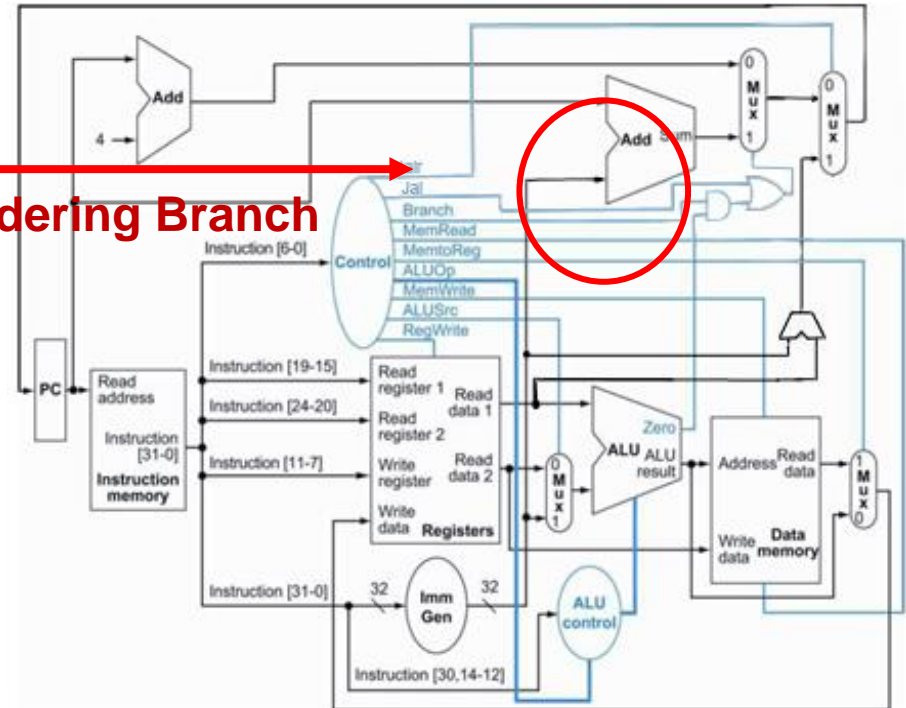 Add
4
0
M
u
x
1
0
M
u
x
1
Add Sum
Jal
dering Branch
Branch
MemRead
MemtoReg
ALUOp
MemWrite
ALUSrc
RegWrite
Control
Instruction [6-0]
PC
Read
address
Instruction
[31-0]
Instruction
memory
Instruction [19-15]
Instruction [24-20]
Instruction [11-7]
Read
register 1
Read
data 1
Read
register 2
Write
register
Read
data 2
Write
data
Registers
0
M
u
x
1
Zero
ALU ALU
result
Address
Read
data
Write
data
Data
memory
1
M
u
x
0
Instruction [31-0]
32
Imm
Gen
32
ALU
control
Instruction [30,14-12]